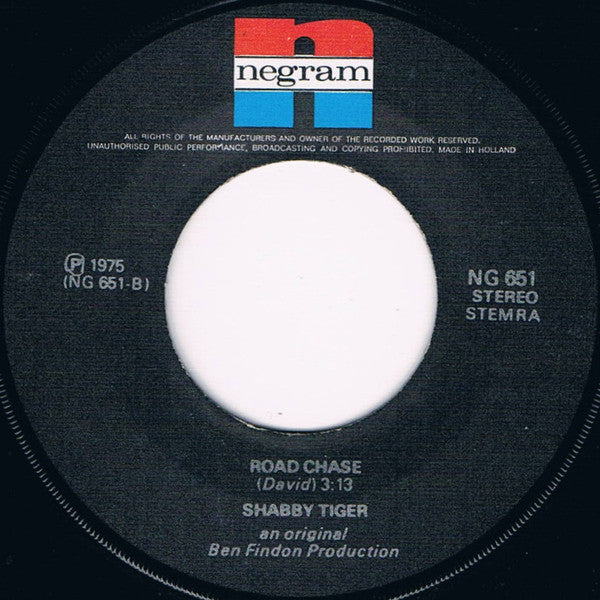 negram
ALL RIGHTS OF THE MANUFACTURERS AND OWNER OF THE RECORDED WORK RESERVED.
UNAUTHORISED PUBLIC PERFORMANCE, BROADCASTING AND COPYING PROHIBITED. MADE IN HOLLAND
Ⓟ 1975
(NG 651-B)
NG 651
STEREO
STEMRA
ROAD CHASE
(David) 3:13
SHABBY TIGER
an original
Ben Findon Production